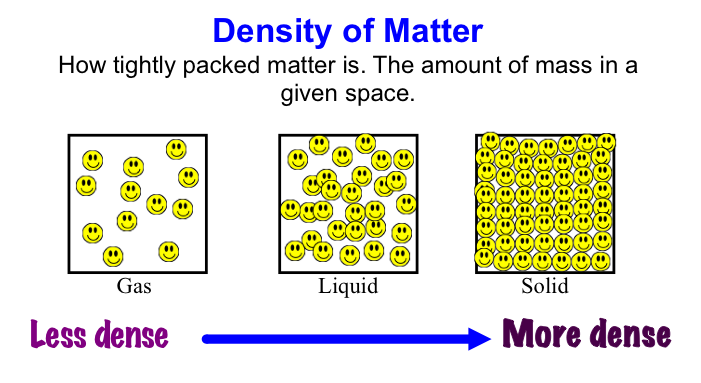 Density of Matter
How tightly packed matter is. The amount of mass in a
given space.
Gas
Liquid
Solid
Less dense
More dense